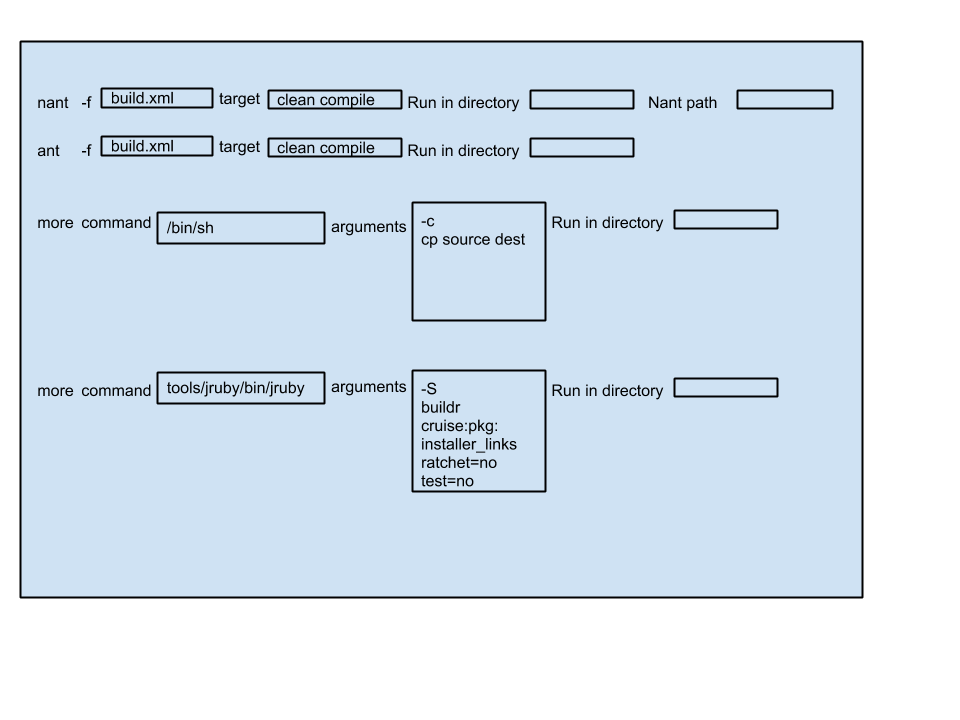 nant -f build.xml target clean compile Run in directory Nant path
ant -f build.xml target clean compile Run in directory
more command /bin/sh arguments -c Run in directory
cp source dest
more command tools/jruby/bin/jruby arguments -S Run in directory
buildr
cruise:pkg:
installer_links
ratchet=no
test=no